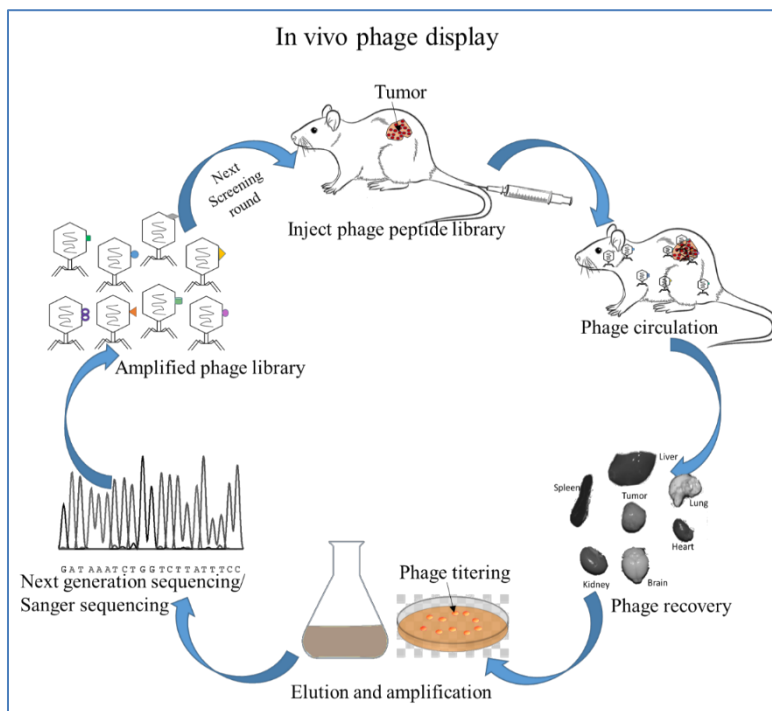 In vivo phage display
Tumor
Next
Screening
round
Inject phage peptide library
Phage circulation
Amplified phage library
Liver
Spleen
Tumor
Lung
Heart
Kidney
Brain
Phage recovery
GATAAATCTGGTCTTATTTCC
Next generation sequencing/
Sanger sequencing
Phage titering
Elution and amplification